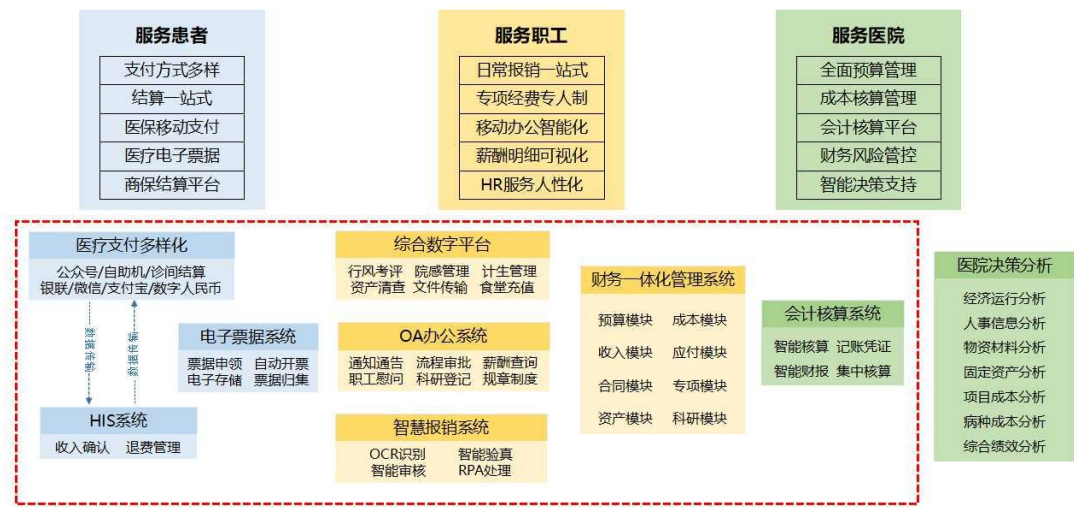 服务患者
支付方式多样
结算一站式
医保移动支付
医疗电子票据
商保结算平台
服务职工
日常报销一站式
专项经费专人制
移动办公智能化
薪酬明细可视化
HR服务人性化
服务医院
全面预算管理
成本核算管理
会计核算平台
财务风险管控
智能决策支持
医疗支付多样化
公众号/自助机/诊间结算
银联/微信/支付宝/数字人民币
数据传输
数据传输
电子票据系统
票据申领 自动开票
电子存储 票据归集
HIS系统
收入确认 退费管理
综合数字平台
行风考评 院感管理 计生管理
资产清查 文件传输 食堂充值
OA办公系统
通知通告 流程审批 薪酬查询
职工慰问 科研登记 规章制度
智慧报销系统
OCR识别 智能验真
智能审核 RPA处理
财务一体化管理系统
预算模块 成本模块
收入模块 应付模块
合同模块 专项模块
资产模块 科研模块
会计核算系统
智能核算 记账凭证
智能财报 集中核算
医院决策分析
经济运行分析
人事信息分析
物资材料分析
固定资产分析
项目成本分析
病种成本分析
综合绩效分析